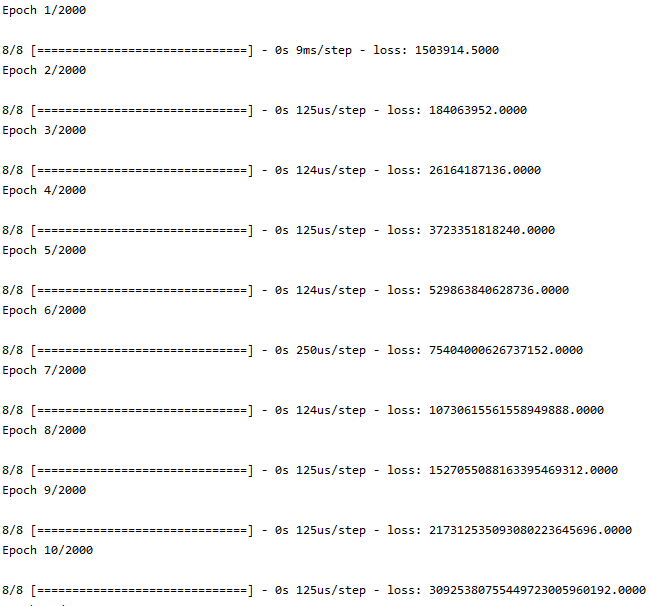 Epoch 1/2000
8/8 [==============================] - 0s 9ms/step - loss: 1503914.5000
Epoch 2/2000
8/8 [==============================] - 0s 125us/step - loss: 184063952.0000
Epoch 3/2000
8/8 [==============================] - 0s 124us/step - loss: 26164187136.0000
Epoch 4/2000
8/8 [==============================] - 0s 125us/step - loss: 3723351818240.0000
Epoch 5/2000
8/8 [==============================] - 0s 124us/step - loss: 529863840628736.0000
Epoch 6/2000
8/8 [==============================] - 0s 250us/step - loss: 75404000626737152.0000
Epoch 7/2000
8/8 [==============================] - 0s 124us/step - loss: 10730615561558949888.0000
Epoch 8/2000
8/8 [==============================] - 0s 125us/step - loss: 1527055088163395469312.0000
Epoch 9/2000
8/8 [==============================] - 0s 125us/step - loss: 217312535093080223645696.0000
Epoch 10/2000
8/8 [==============================] - 0s 125us/step - loss: 30925380755449723005960192.0000